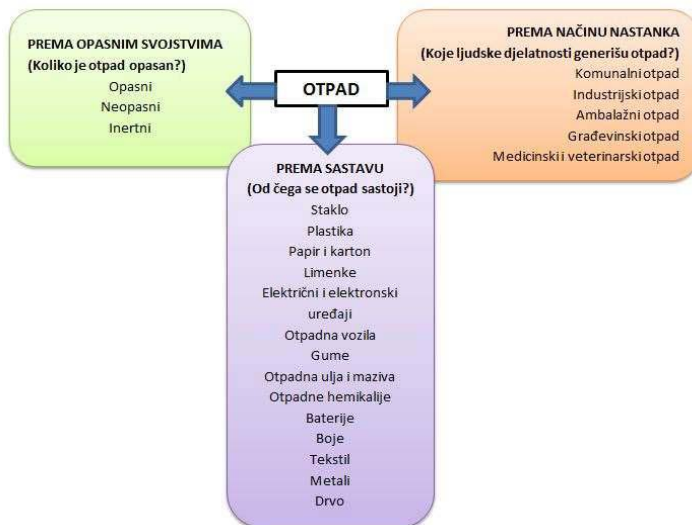 PREMA OPASNIM SVOJSTVIMA
(Koliko je otpad opasan?)
Opasni
Neopasni
Inertni
OTPAD
PREMA NAČINU NASTANKA
(Koje ljudske djelatnosti generišu otpad?)
Komunalni otpad
Industrijski otpad
Ambalažni otpad
Građevinski otpad
Medicinski i veterinarski otpad
PREMA SASTAVU
(Od čega se otpad sastoji?)
Staklo
Plastika
Papir i karton
Limenke
Električni i elektronski
uređaji
Otpadna vozila
Gume
Otpadna ulja i maziva
Otpadne hemikalije
Baterije
Boje
Tekstil
Metali
Drvo